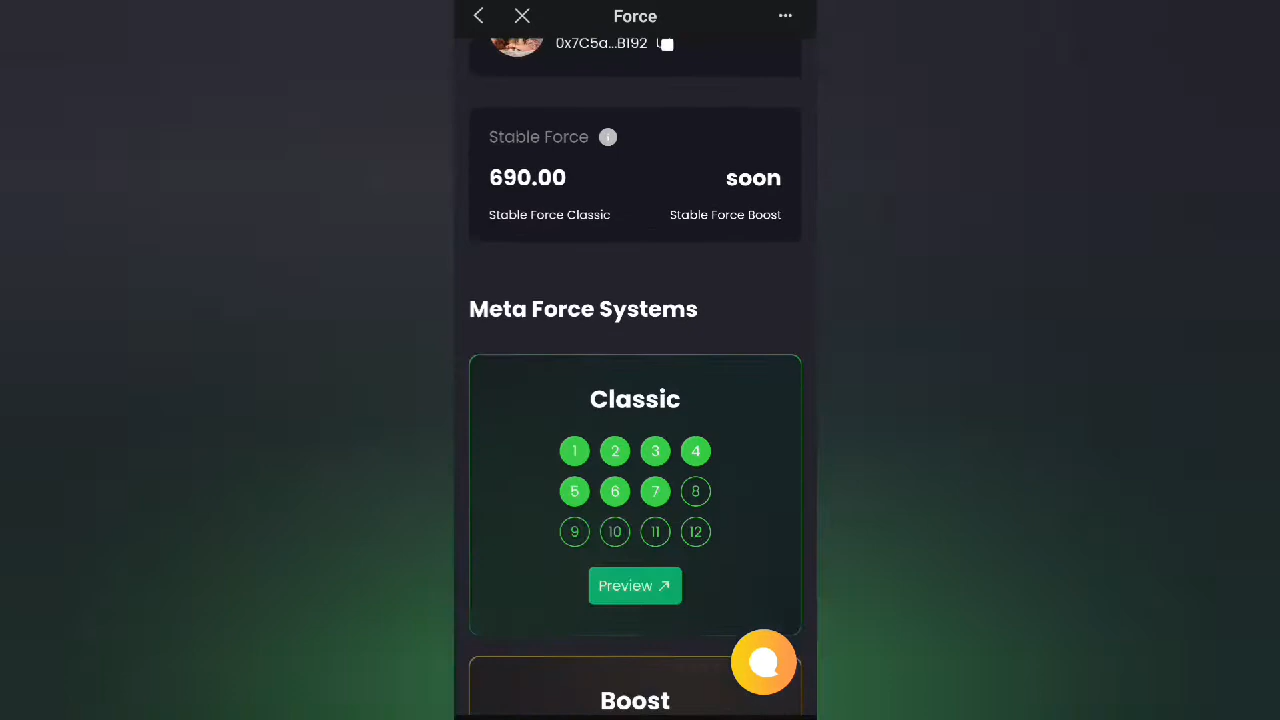 Force
0x7C5a...B192
Stable Force
690.00
soon
Stable Force Classic
Stable Force Boost
Meta Force Systems
Classic
1 2 3 4
5 6 7 8
9 10 11 12
Preview
Boost